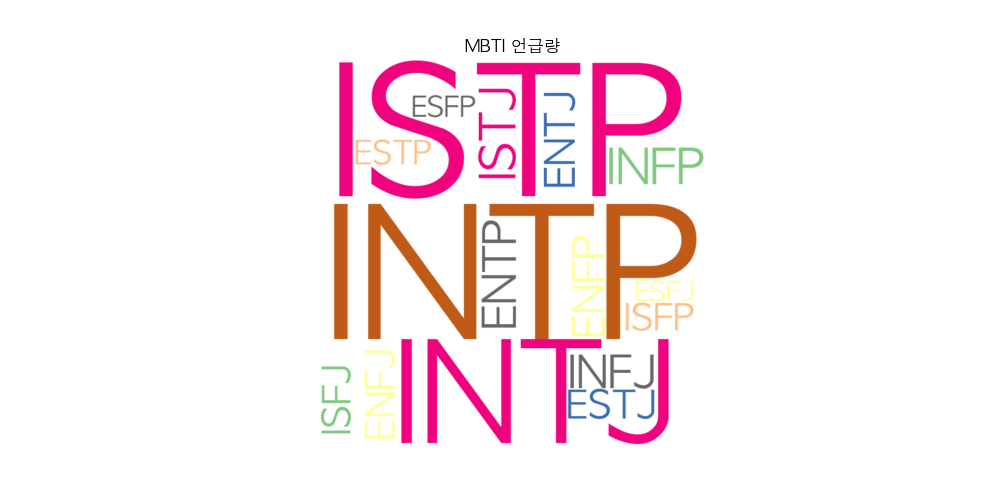 MBTI 언급량
ISTP
ESFP
ISTJ
ENTJ
ESTP
INFP
INTP
ENTP
ENFP
ESFJ
ISFP
INTJ
INFJ
ESTJ
ENFJ
ISFJ